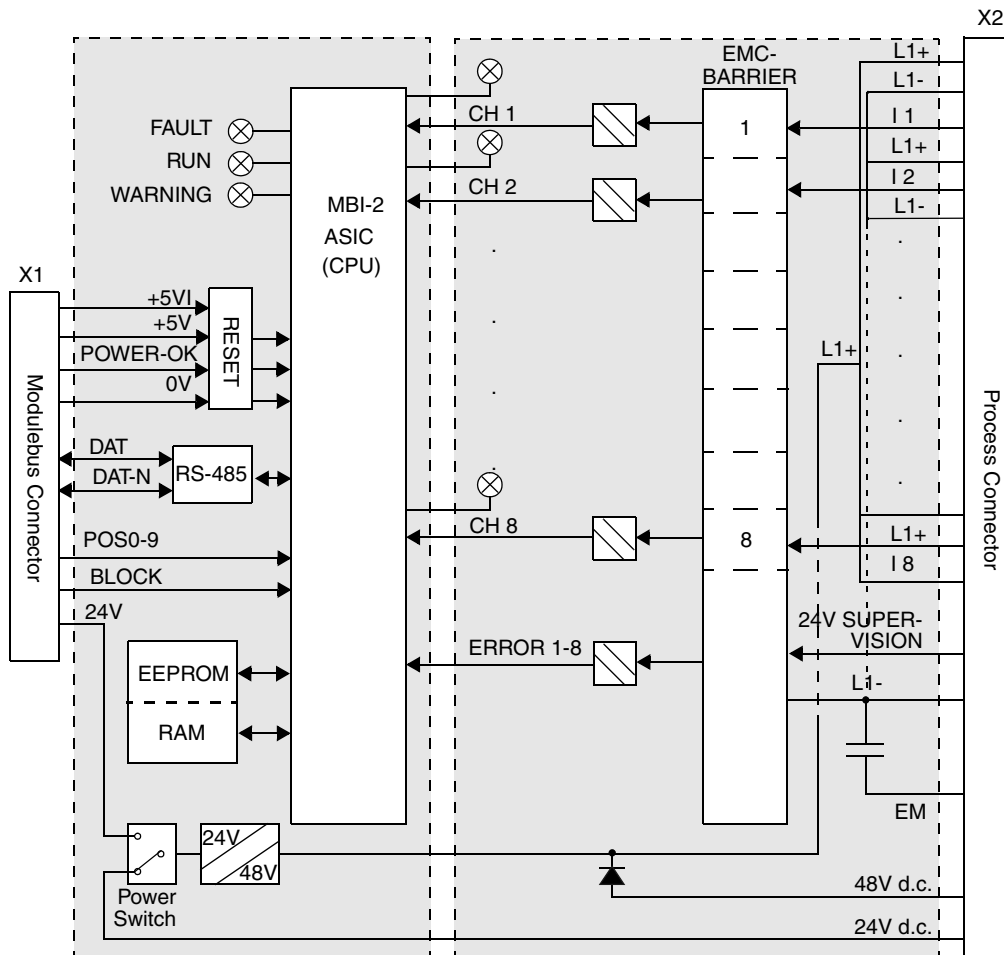 X2
EMC-
BARRIER
L1+
L1-
CH 1
1
I 1
FAULT
RUN
L1+
WARNING
CH 2
I 2
MBI-2
ASIC
(CPU)
L1-
X1
+5VI
+5V
POWER-OK
0V
RESET
L1+
Modulebus Connector
Process Connector
DAT
DAT-N
RS-485
CH 8
8
L1+
I 8
POS0-9
BLOCK
24V
24V SUPER-
VISION
ERROR 1-8
EEPROM
RAM
L1-
EM
24V
48V
Power
Switch
48V d.c.
24V d.c.